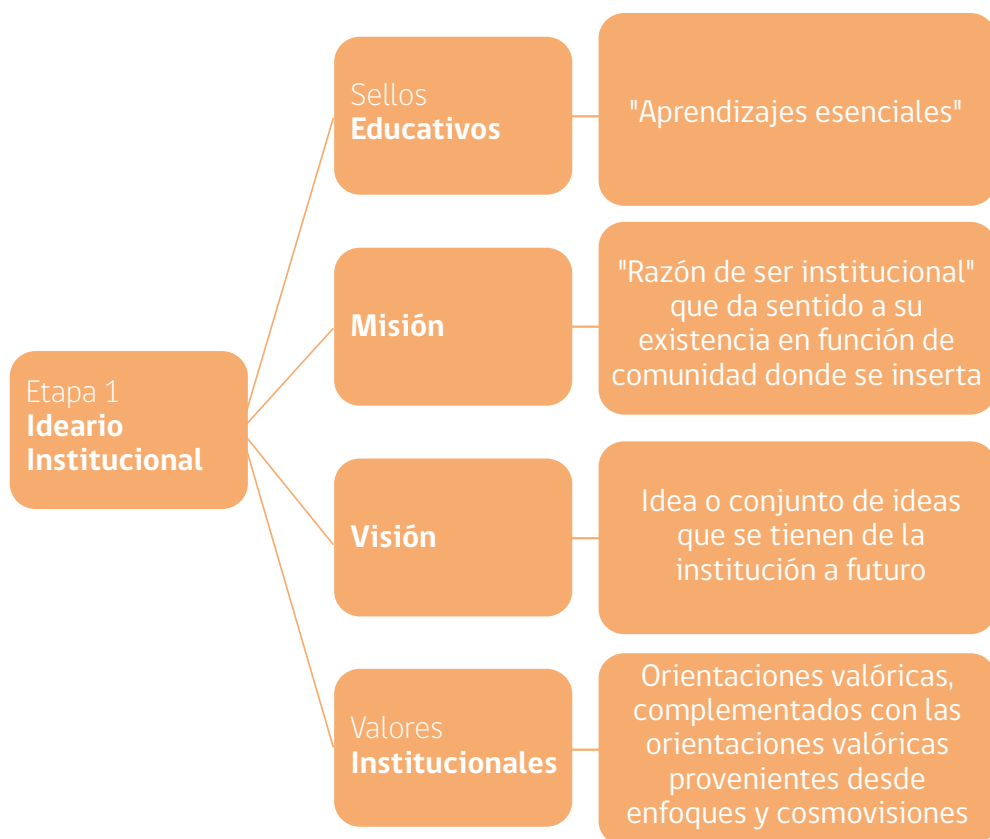 Etapa 1
Ideario
Institucional
Sellos
Educativos
"Aprendizajes esenciales"
Misión
"Razón de ser institucional"
que da sentido a su
existencia en función de
comunidad donde se inserta
Visión
Idea o conjunto de ideas
que se tienen de la
institución a futuro
Valores
Institucionales
Orientaciones valóricas,
complementados con las
orientaciones valóricas
provenientes desde
enfoques y cosmovisiones